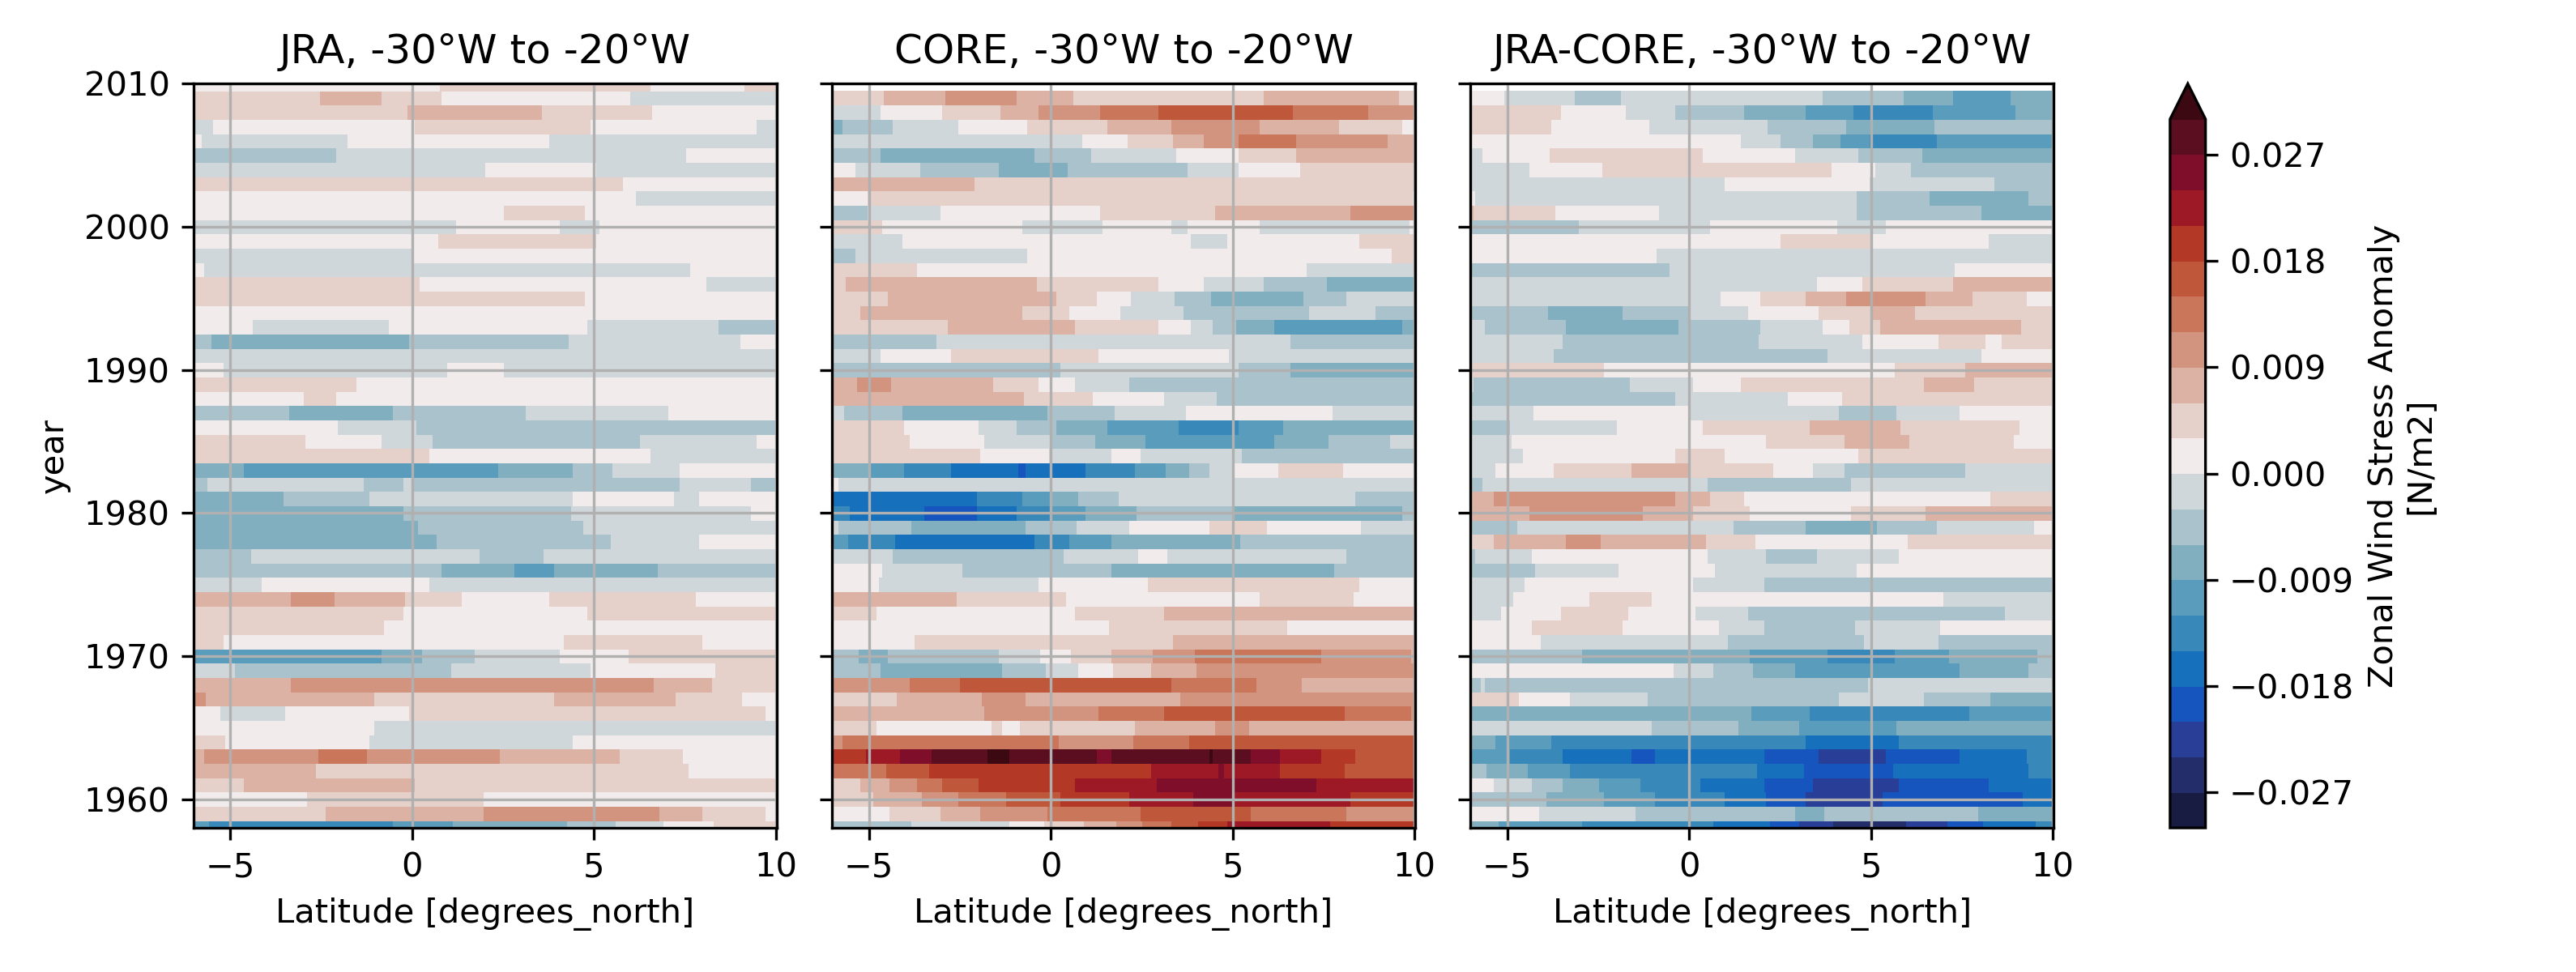 JRA, -30°W to -20°W
CORE, -30°W to -20°W
JRA-CORE, -30°W to -20°W
2010
2000
1990
1980
1970
1960
year
−5
0
5
10
−5
0
5
10
−5
0
5
10
Latitude [degrees_north]
Latitude [degrees_north]
Latitude [degrees_north]
0.027
0.018
0.009
0.000
−0.009
−0.018
−0.027
Zonal Wind Stress Anomaly
[N/m2]